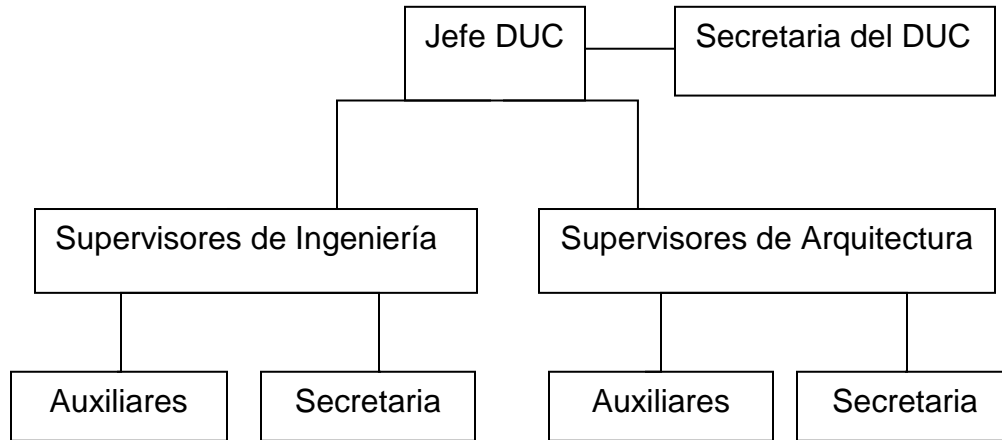 Jefe DUC
Secretaria del DUC
Supervisores de Ingeniería
Supervisores de Arquitectura
Auxiliares
Secretaria
Auxiliares
Secretaria